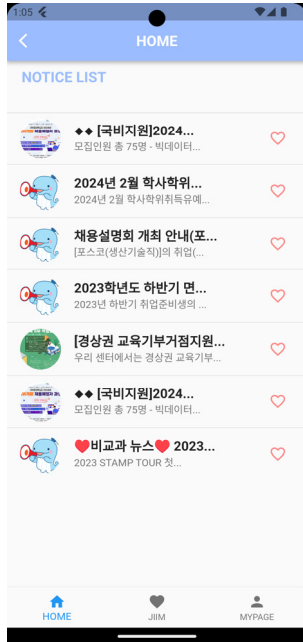 1:05
HOME
NOTICE LIST
◆◆ [국비지원]2024...
모집인원 총 75명 - 빅데이터...
2024년 2월 학사학위...
2024년 2월 학사학위취득유예...
채용설명회 개최 안내(포...
[포스코(생산기술직)]의 취업(...
2023학년도 하반기 면...
2023년 하반기 취업준비생의 ...
[경상권 교육기부거점지원...
우리 센터에서는 경상권 교육기부...
◆◆ [국비지원]2024...
모집인원 총 75명 - 빅데이터...
❤️비교과 뉴스❤️ 2023...
2023 STAMP TOUR 첫...
HOME
JJIM
MYPAGE